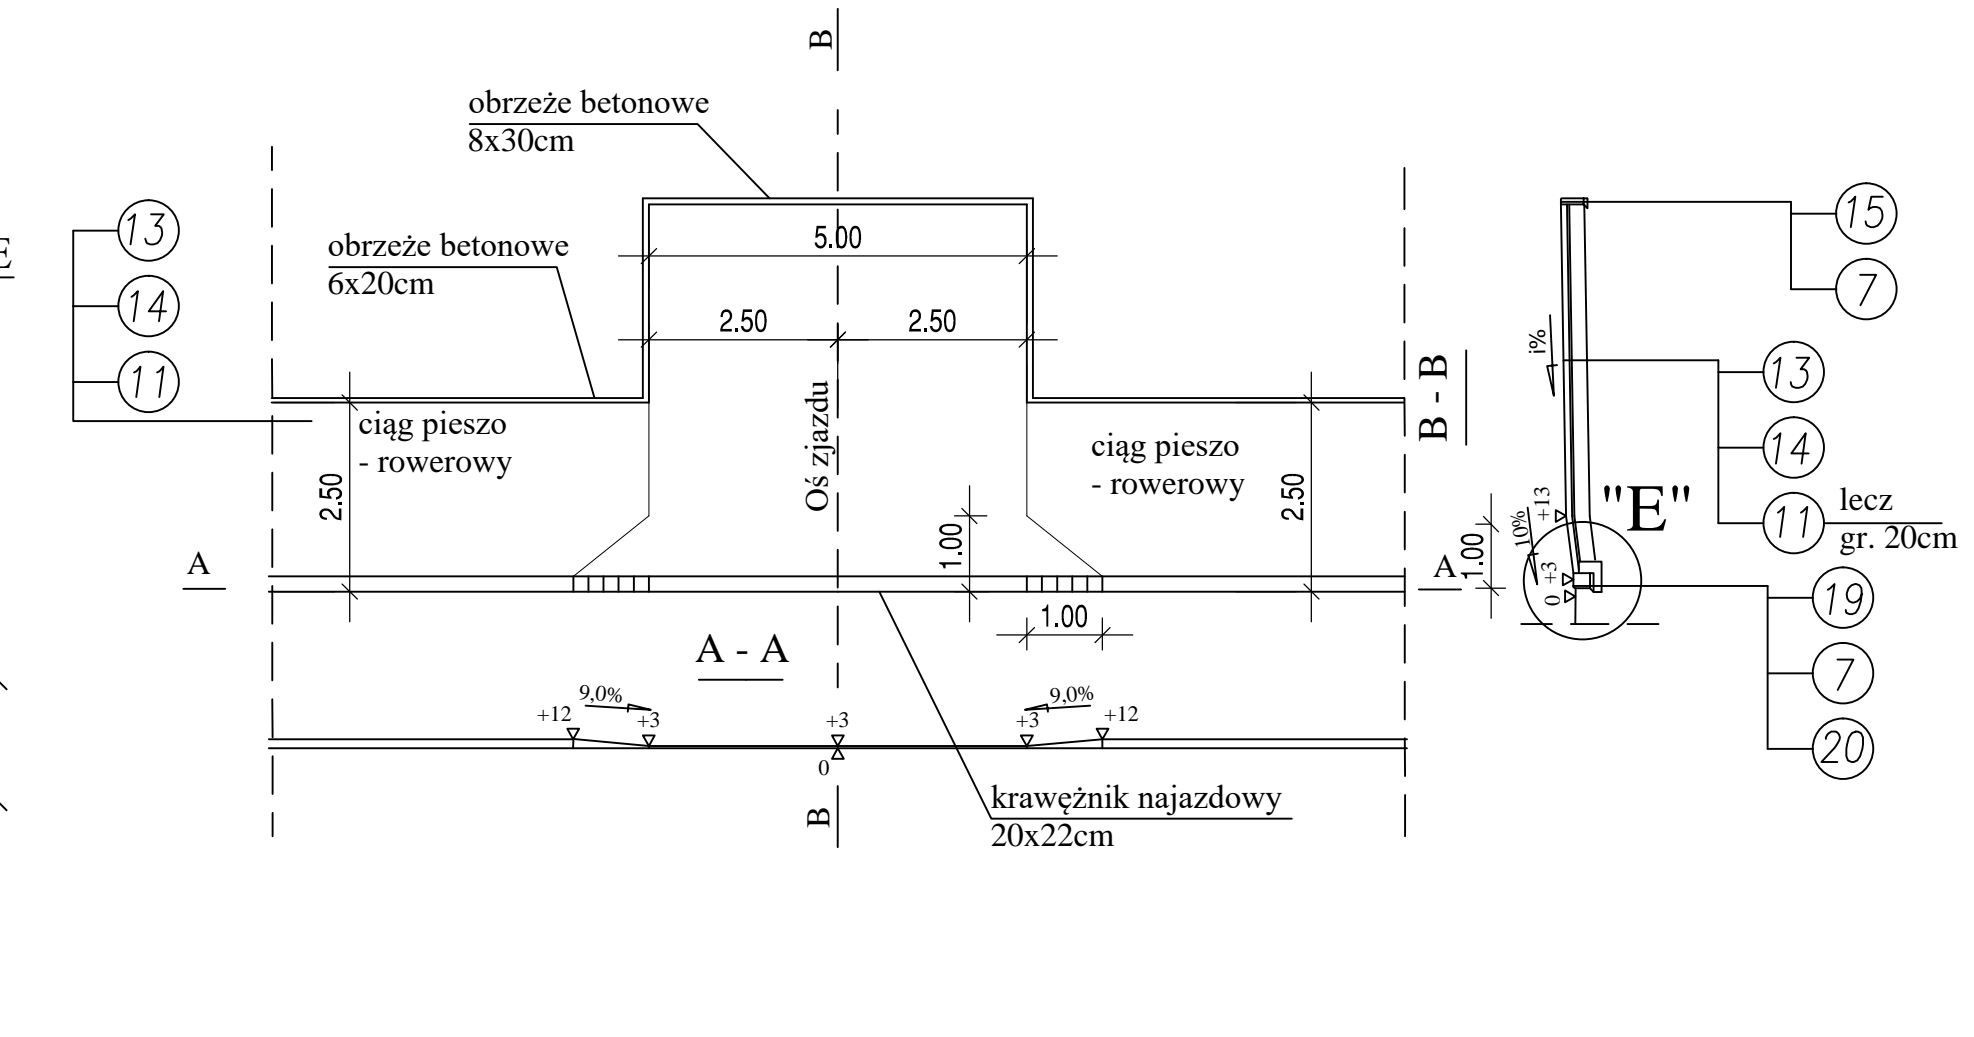 B
obrzeże betonowe
8x30cm
obrzeże betonowe
6x20cm
E
13
14
11
5.00
2.50
2.50
ciąg pieszo
- rowerowy
2.50
Oś zjazdu
ciąg pieszo
- rowerowy
2.50
1.00
A
A
1.00
A - A
9,0%
9,0%
+12
+3
+3
+3
+12
0
B
krawężnik najazdowy
20x22cm
B - B
i%
15
7
13
14
11
lecz
gr. 20cm
"E"
+13
10%
1.00
+3
0
19
7
20